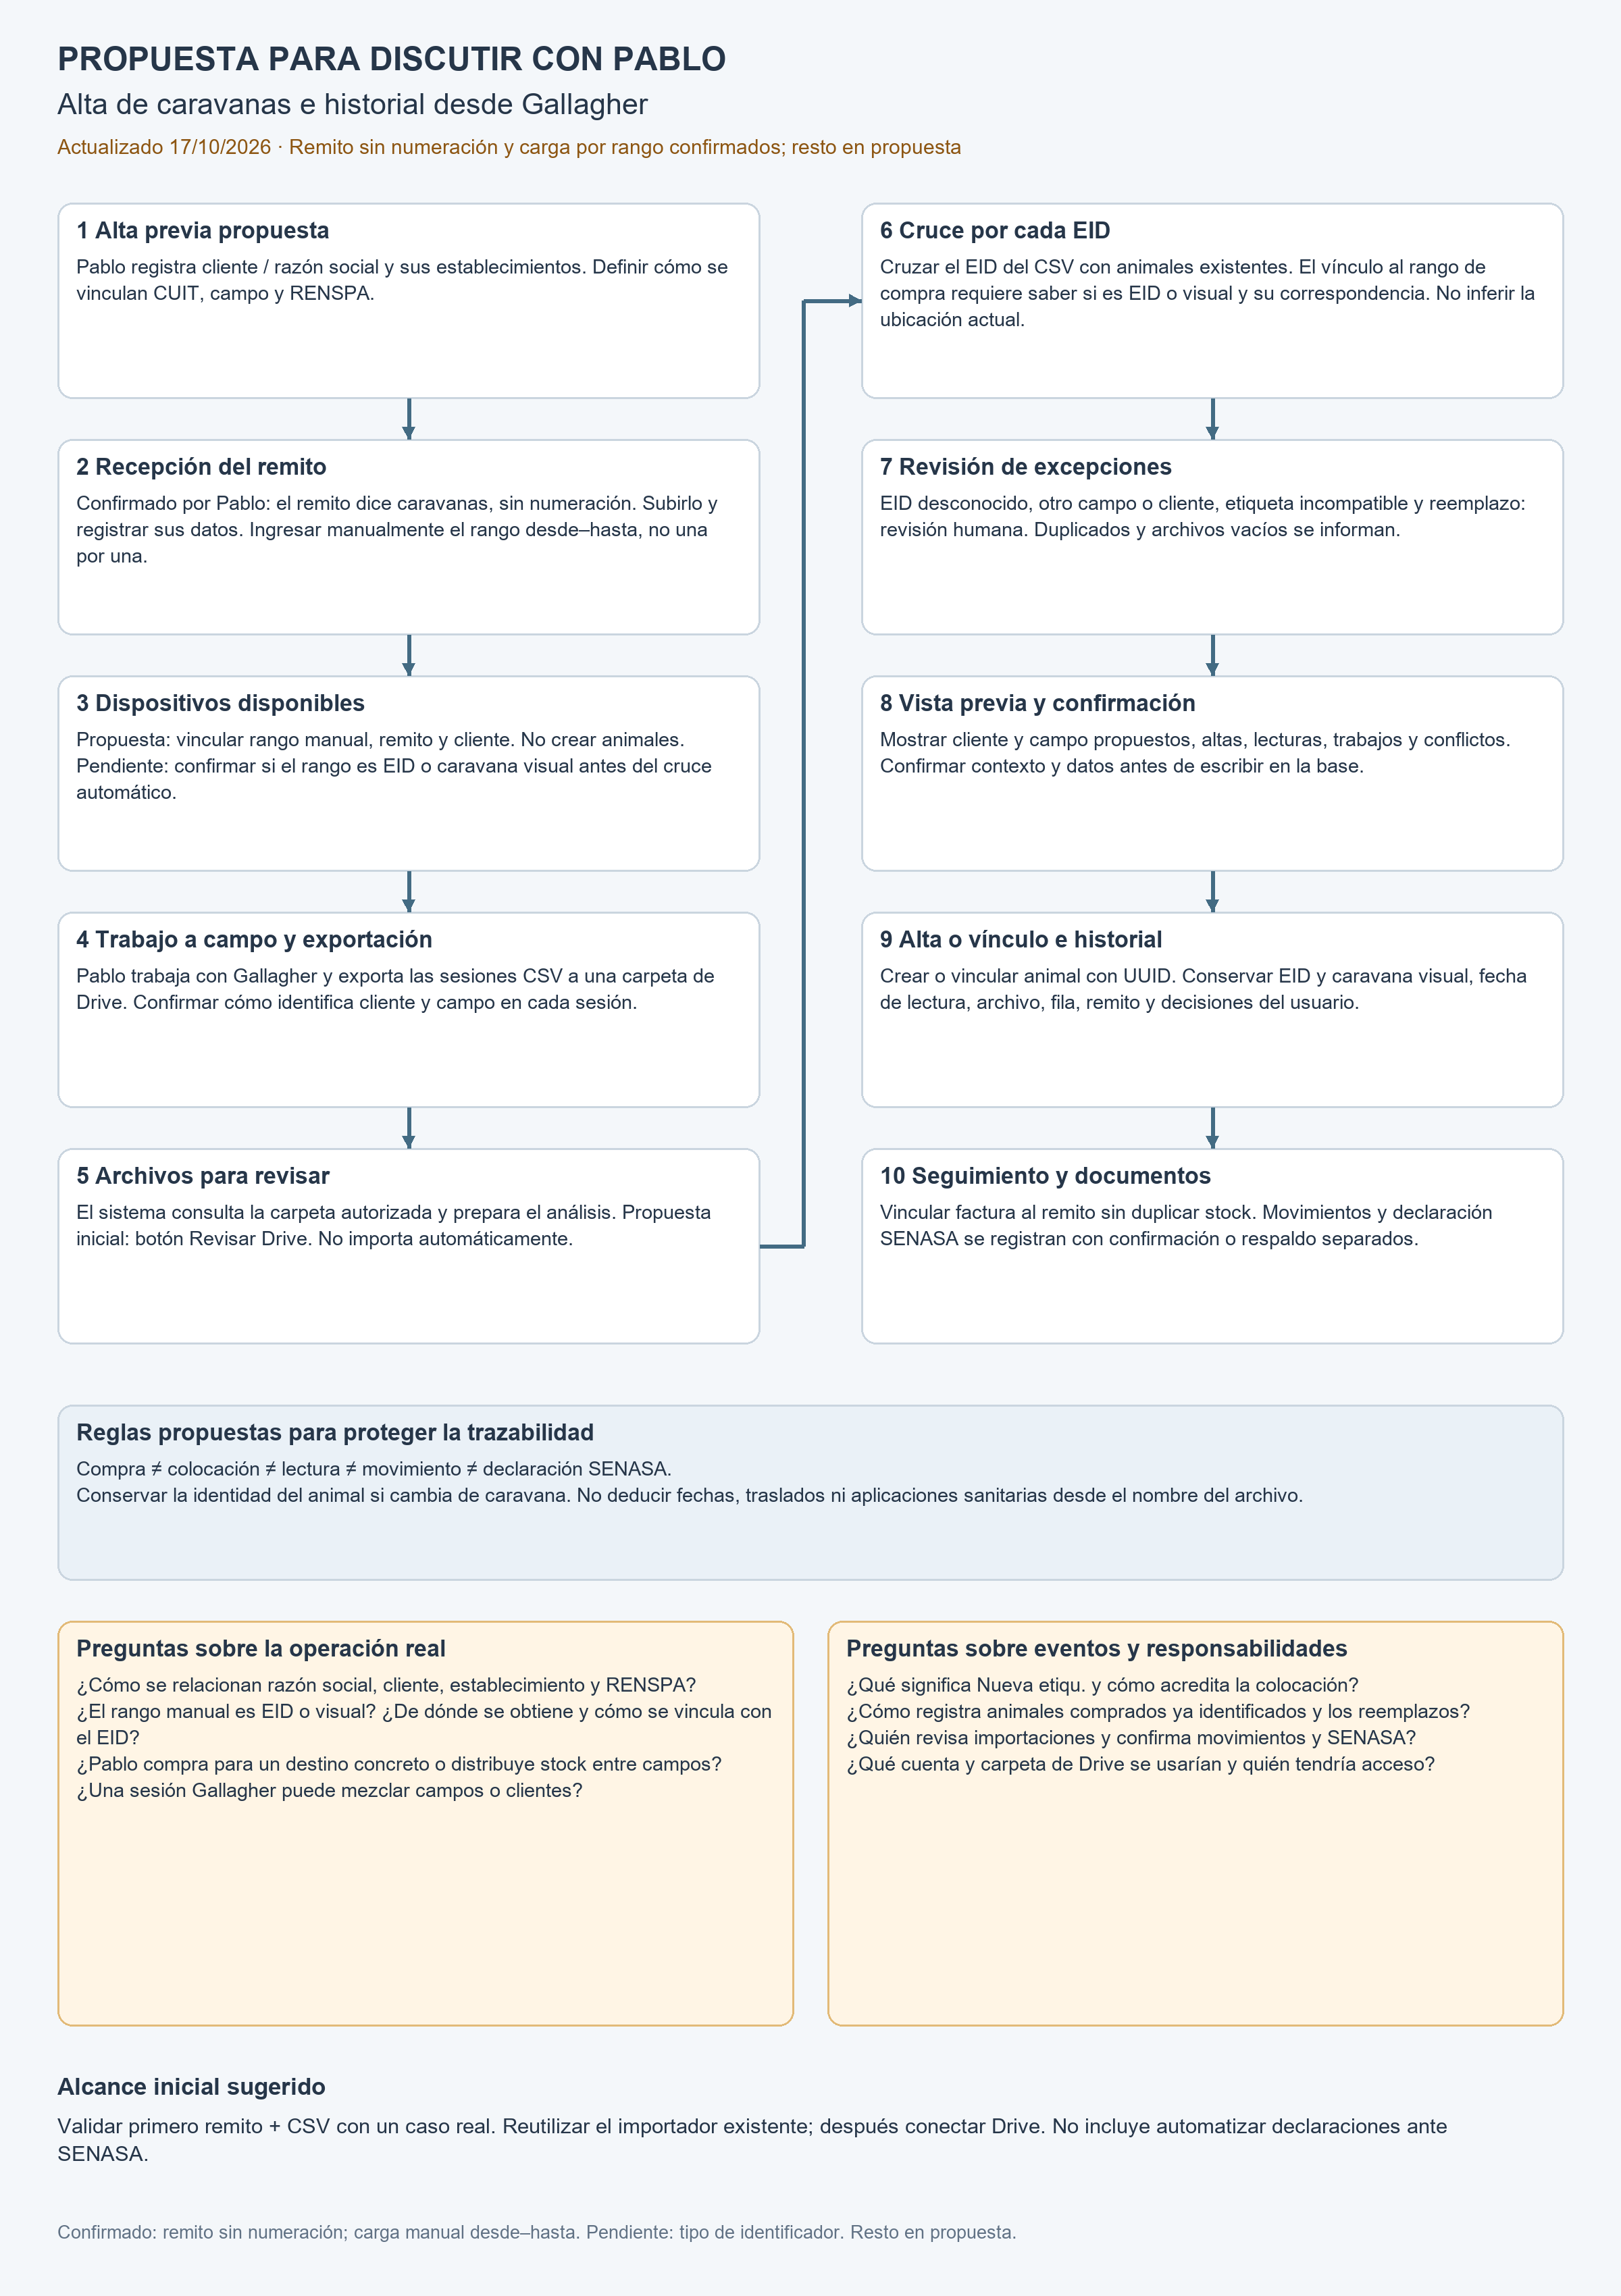 PROPUESTA PARA DISCUTIR CON PABLO
Alta de caravanas e historial desde Gallagher
Actualizado 17/10/2026 · Remito sin numeración y carga por rango confirmados; resto en propuesta
1 Alta previa propuesta
Pablo registra cliente / razón social y sus establecimientos. Definir cómo se
vinculan CUIT, campo y RENSPA.
2 Recepción del remito
Confirmado por Pablo: el remito dice caravanas, sin numeración. Subirlo y
registrar sus datos. Ingresar manualmente el rango desde–hasta, no una
por una.
3 Dispositivos disponibles
Propuesta: vincular rango manual, remito y cliente. No crear animales.
Pendiente: confirmar si el rango es EID o caravana visual antes del cruce
automático.
4 Trabajo a campo y exportación
Pablo trabaja con Gallagher y exporta las sesiones CSV a una carpeta de
Drive. Confirmar cómo identifica cliente y campo en cada sesión.
5 Archivos para revisar
El sistema consulta la carpeta autorizada y prepara el análisis. Propuesta
inicial: botón Revisar Drive. No importa automáticamente.
6 Cruce por cada EID
Cruzar el EID del CSV con animales existentes. El vínculo al rango de
compra requiere saber si es EID o visual y su correspondencia. No inferir la
ubicación actual.
7 Revisión de excepciones
EID desconocido, otro campo o cliente, etiqueta incompatible y reemplazo:
revisión humana. Duplicados y archivos vacíos se informan.
8 Vista previa y confirmación
Mostrar cliente y campo propuestos, altas, lecturas, trabajos y conflictos.
Confirmar contexto y datos antes de escribir en la base.
9 Alta o vínculo e historial
Crear o vincular animal con UUID. Conservar EID y caravana visual, fecha
de lectura, archivo, fila, remito y decisiones del usuario.
10 Seguimiento y documentos
Vincular factura al remito sin duplicar stock. Movimientos y declaración
SENASA se registran con confirmación o respaldo separados.
Reglas propuestas para proteger la trazabilidad
Compra ≠ colocación ≠ lectura ≠ movimiento ≠ declaración SENASA.
Conservar la identidad del animal si cambia de caravana. No deducir fechas, traslados ni aplicaciones sanitarias desde el nombre del archivo.
Preguntas sobre la operación real
¿Cómo se relacionan razón social, cliente, establecimiento y RENSPA?
¿El rango manual es EID o visual? ¿De dónde se obtiene y cómo se vincula con
el EID?
¿Pablo compra para un destino concreto o distribuye stock entre campos?
¿Una sesión Gallagher puede mezclar campos o clientes?
Preguntas sobre eventos y responsabilidades
¿Qué significa Nueva etiqu. y cómo acredita la colocación?
¿Cómo registra animales comprados ya identificados y los reemplazos?
¿Quién revisa importaciones y confirma movimientos y SENASA?
¿Qué cuenta y carpeta de Drive se usarían y quién tendría acceso?
Alcance inicial sugerido
Validar primero remito + CSV con un caso real. Reutilizar el importador existente; después conectar Drive. No incluye automatizar declaraciones ante
SENASA.
Confirmado: remito sin numeración; carga manual desde–hasta. Pendiente: tipo de identificador. Resto en propuesta.